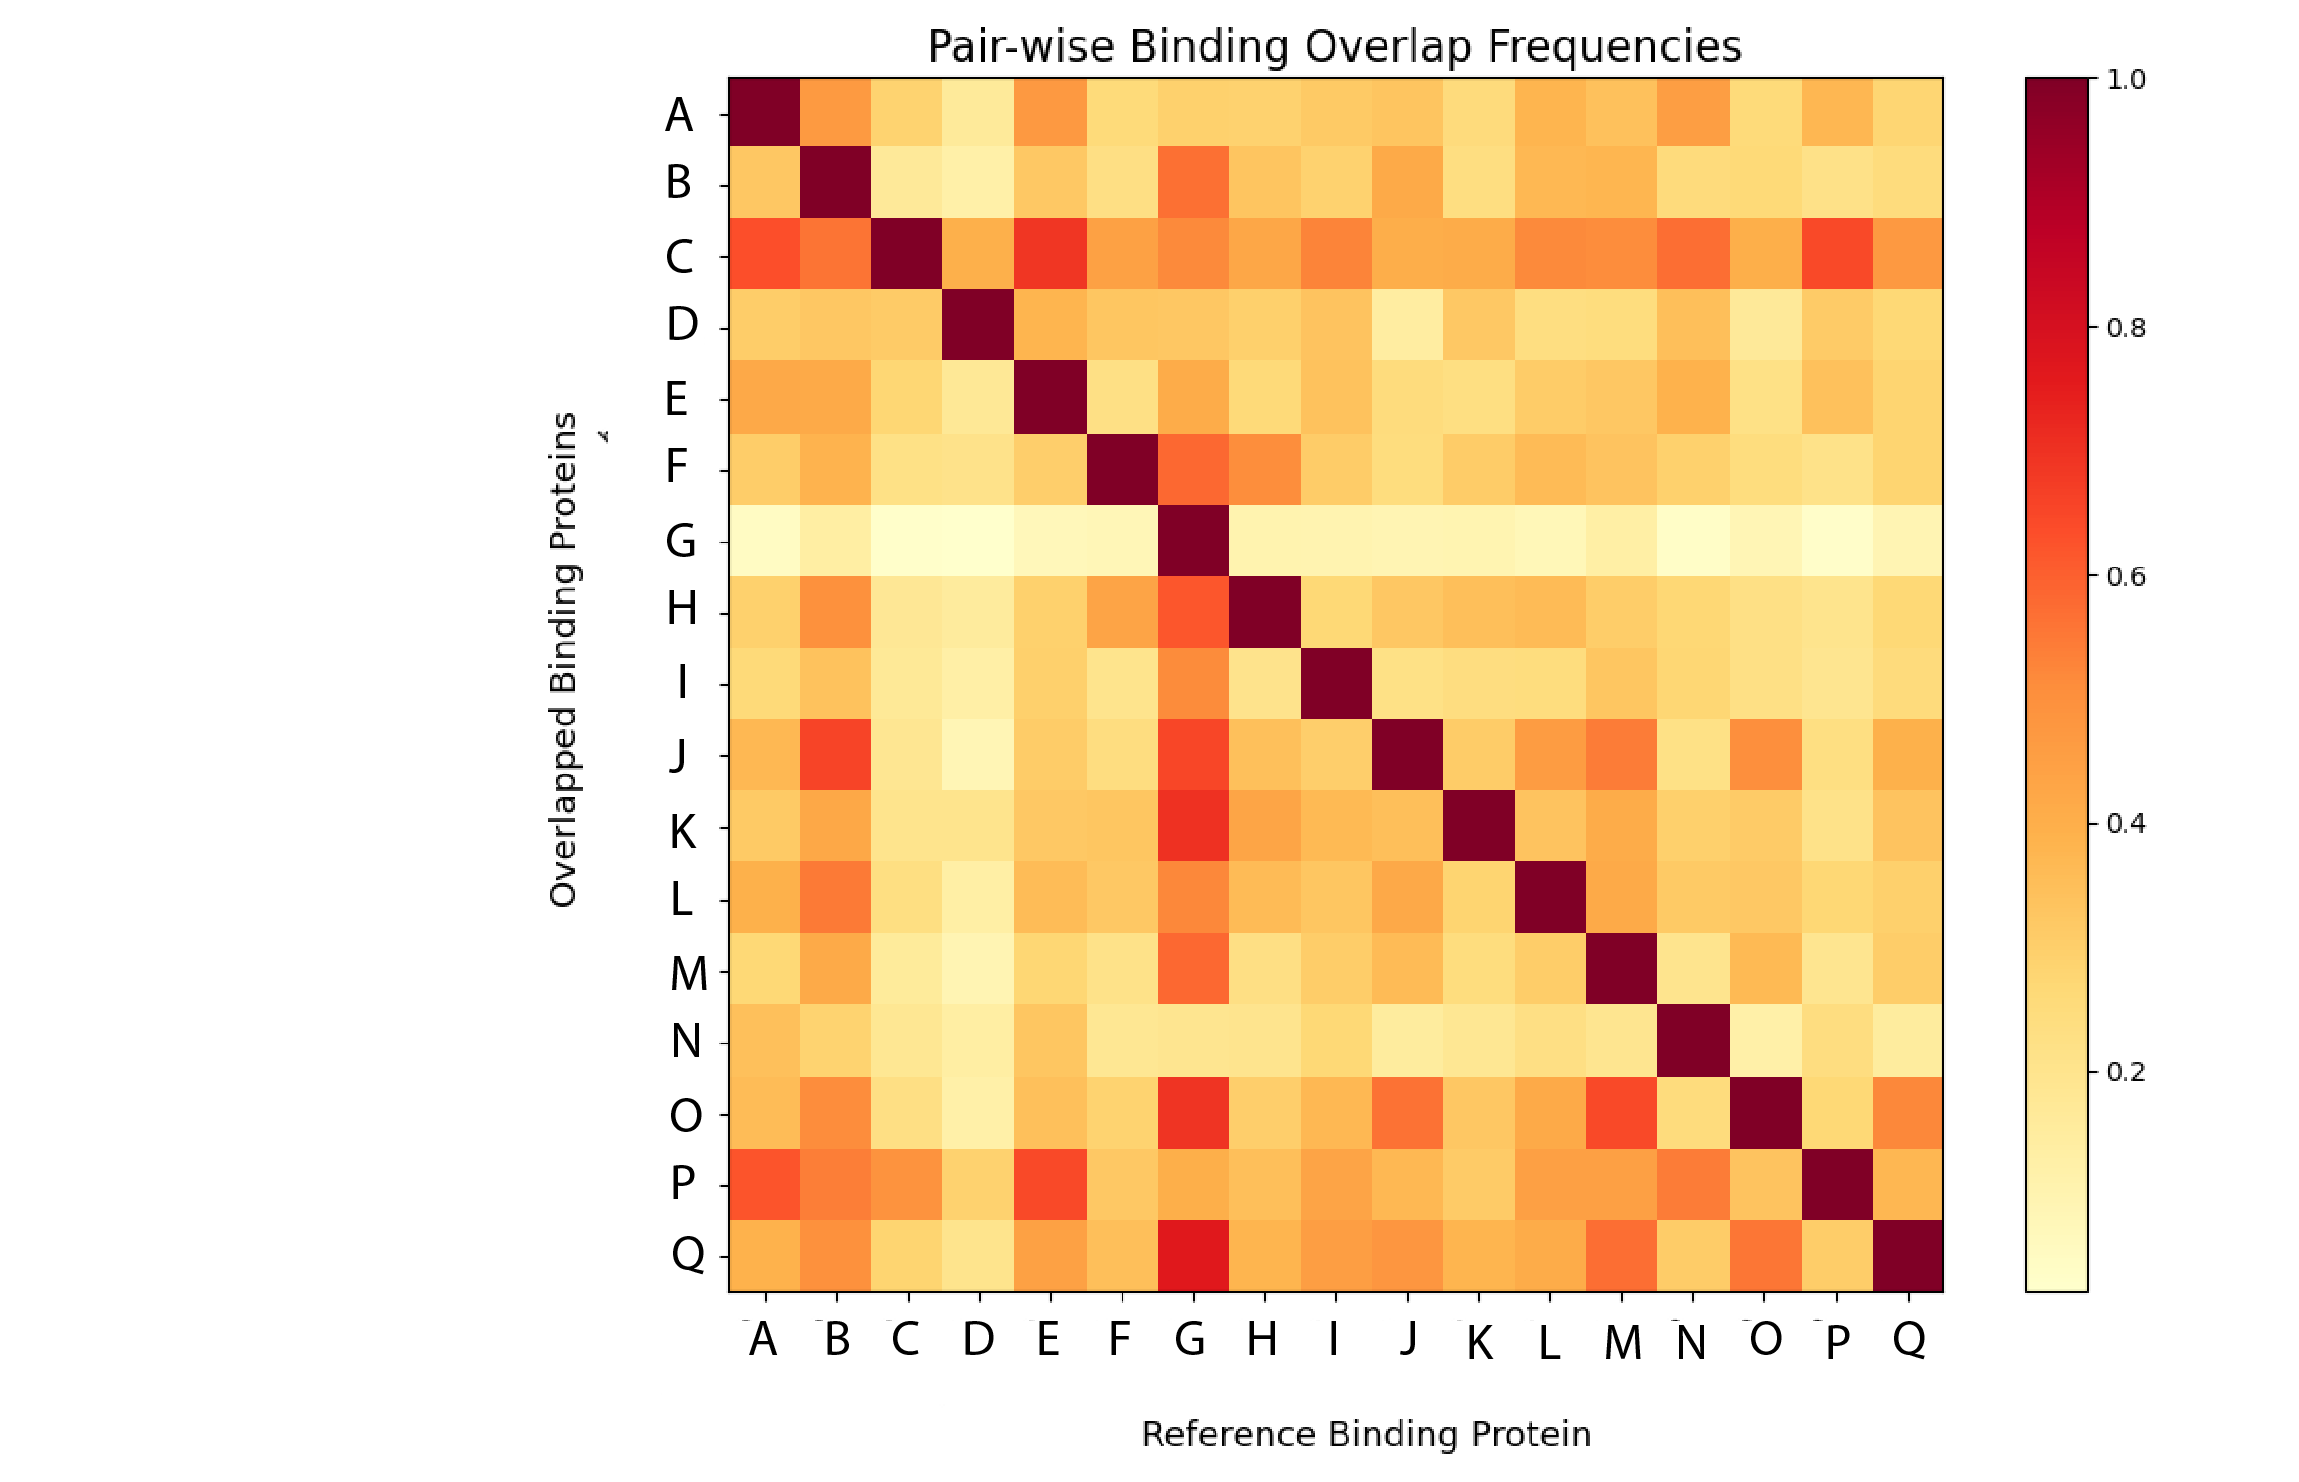 Pair-wise Binding Overlap Frequencies
A
B
C
D
E
F
G
H
I
J
K
L
M
N
O
P
Q
Overlapped Binding Proteins
A B C D E F G H I J K L M N O P Q
Reference Binding Protein
1.0
0.8
0.6
0.4
0.2